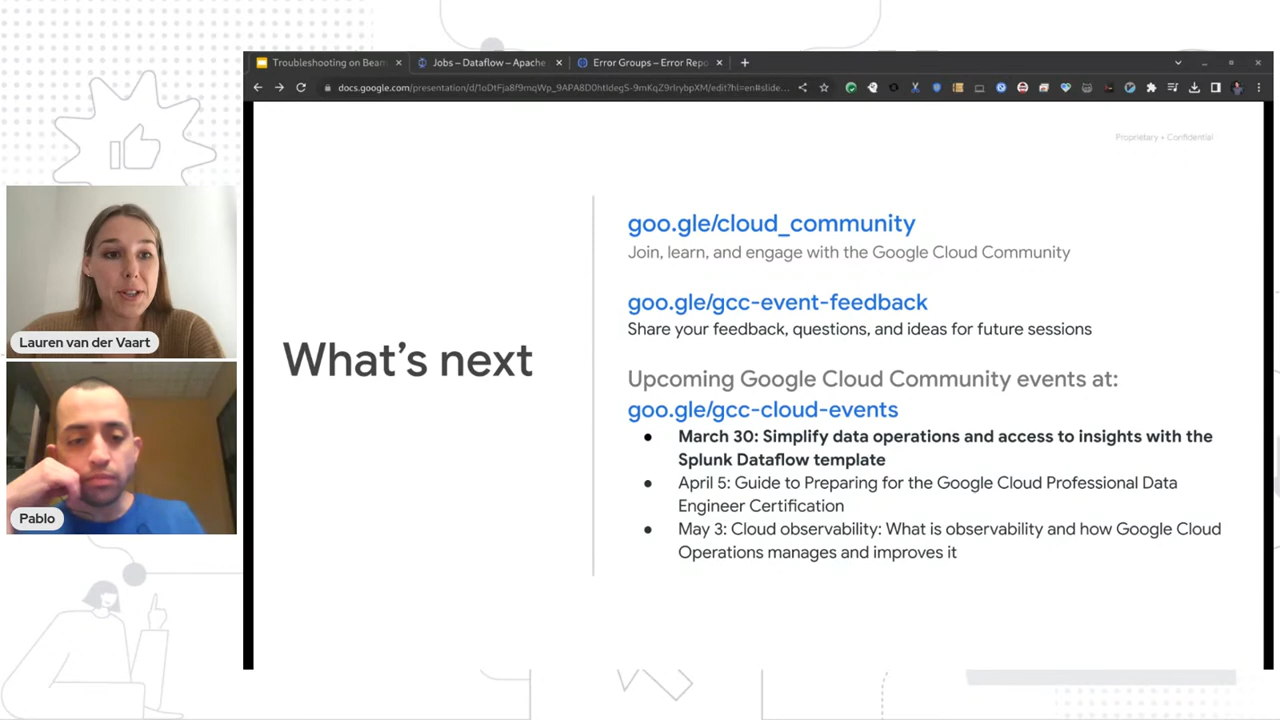 Troubleshooting on Beam
Jobs – Dataflow – Apache
Error Groups – Error Repo
Proprietary • Confidential
goo.gle/cloud_community
Join, learn, and engage with the Google Cloud Community
goo.gle/gcc-event-feedback
Share your feedback, questions, and ideas for future sessions
What's next
Upcoming Google Cloud Community events at:
goo.gle/gcc-cloud-events
• March 30: Simplify data operations and access to insights with the
Splunk Dataflow template
• April 5: Guide to Preparing for the Google Cloud Professional Data
Engineer Certification
• May 3: Cloud observability: What is observability and how Google Cloud
Operations manages and improves it
Lauren van der Vaart
Pablo